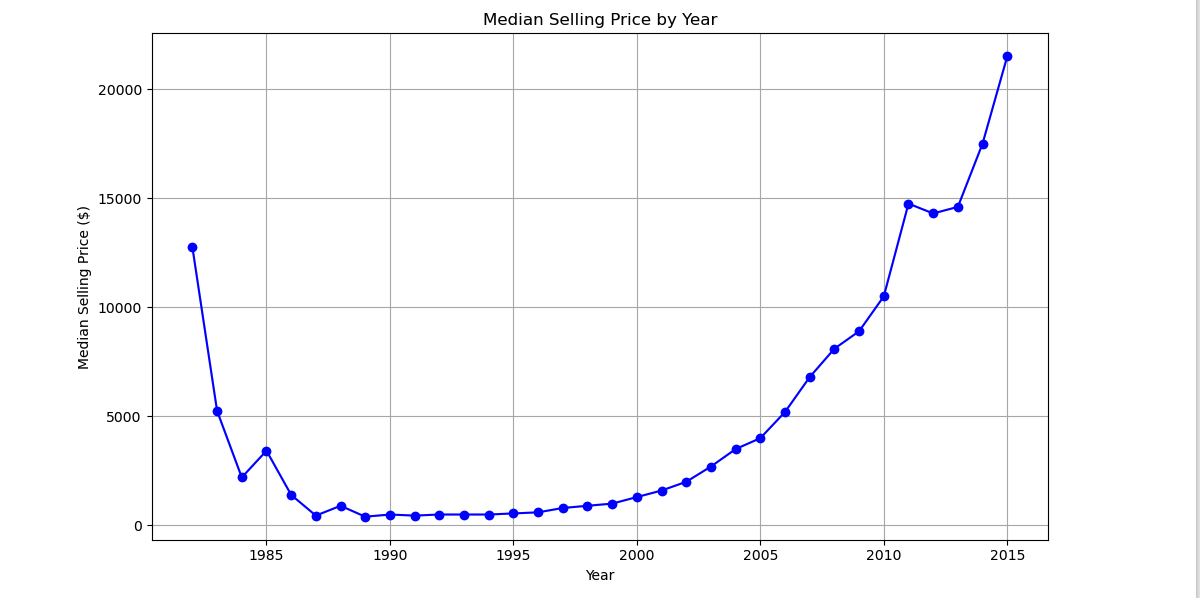 Median Selling Price by Year
Median Selling Price ($)
20000
15000
10000
5000
0
1985 1990 1995 2000 2005 2010 2015
Year